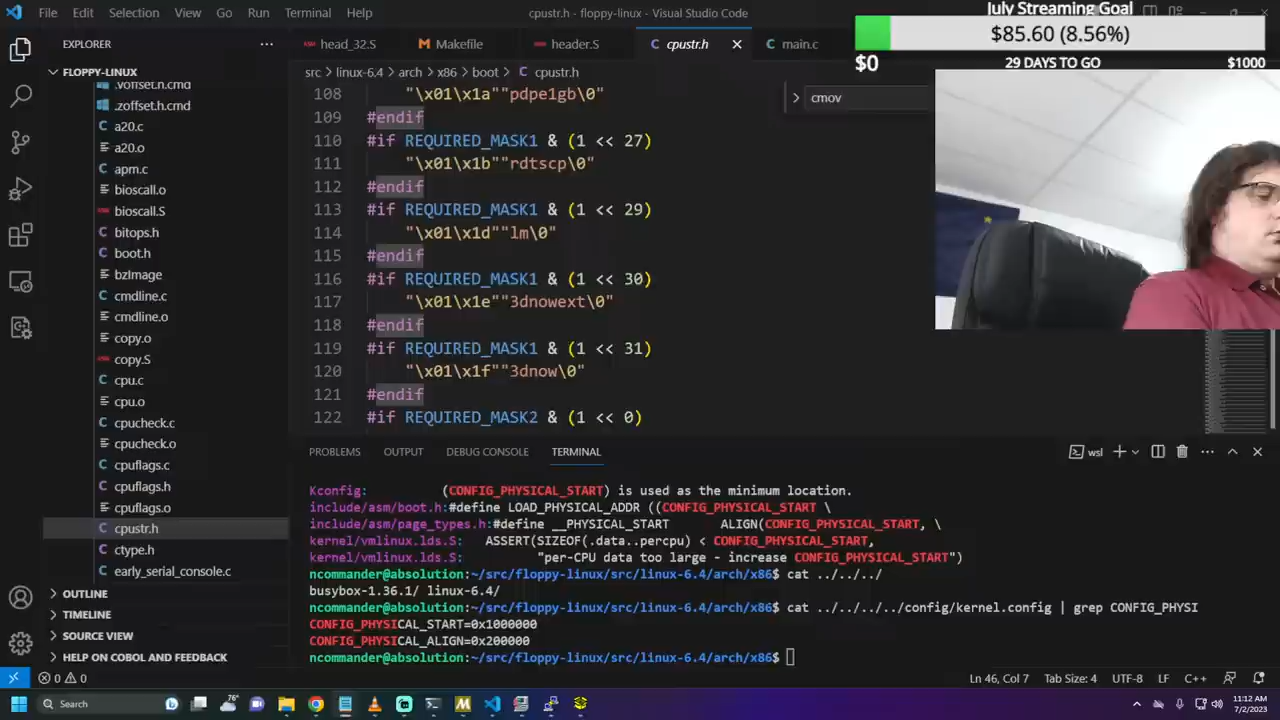 File Edit Selection View Go Run Terminal Help
cpustr.h - floppy-linux - Visual Studio Code
July Streaming Goal
$85.60 (8.56%)
$0 29 DAYS TO GO $1000
EXPLORER
FLOPPY-LINUX
.voffset.h.cmd
.zoffset.h.cmd
a20.c
a20.o
apm.c
bioscall.o
bioscall.S
bitops.h
boot.h
bzImage
cmdline.c
cmdline.o
copy.o
copy.S
cpu.c
cpu.o
cpucheck.c
cpucheck.o
cpuflags.c
cpuflags.h
cpuflags.o
cpustr.h
ctype.h
early_serial_console.c
OUTLINE
TIMELINE
SOURCE VIEW
HELP ON COBOL AND FEEDBACK
head_32.S Makefile header.S cpustr.h main.c
src > linux-6.4 > arch > x86 > boot > cpustr.h
cmov
108 "\x01\x1a""pdpe1gb\0"
109 #endif
110 #if REQUIRED_MASK1 & (1 << 27)
111 "\x01\x1b""rdtscp\0"
112 #endif
113 #if REQUIRED_MASK1 & (1 << 29)
114 "\x01\x1d""lm\0"
115 #endif
116 #if REQUIRED_MASK1 & (1 << 30)
117 "\x01\x1e""3dnowext\0"
118 #endif
119 #if REQUIRED_MASK1 & (1 << 31)
120 "\x01\x1f""3dnow\0"
121 #endif
122 #if REQUIRED_MASK2 & (1 << 0)
PROBLEMS OUTPUT DEBUG CONSOLE TERMINAL
wsl
Kconfig: (CONFIG_PHYSICAL_START) is used as the minimum location.
include/asm/boot.h:#define LOAD_PHYSICAL_ADDR ((CONFIG_PHYSICAL_START \
include/asm/page_types.h:#define __PHYSICAL_START ALIGN(CONFIG_PHYSICAL_START, \
kernel/vmlinux.lds.S: ASSERT(SIZEOF(.data..percpu) < CONFIG_PHYSICAL_START,
kernel/vmlinux.lds.S: "per-CPU data too large - increase CONFIG_PHYSICAL_START")
ncommander@absolution:~/src/floppy-linux/src/linux-6.4/arch/x86$ cat ../../../
busybox-1.36.1/ linux-6.4/
ncommander@absolution:~/src/floppy-linux/src/linux-6.4/arch/x86$ cat ../../../../config/kernel.config | grep CONFIG_PHYSI
CONFIG_PHYSICAL_START=0x1000000
CONFIG_PHYSICAL_ALIGN=0x200000
ncommander@absolution:~/src/floppy-linux/src/linux-6.4/arch/x86$
0 0
Ln 46, Col 7 Tab Size: 4 UTF-8 LF C++
Search
76°
11:12 AM
7/2/2023